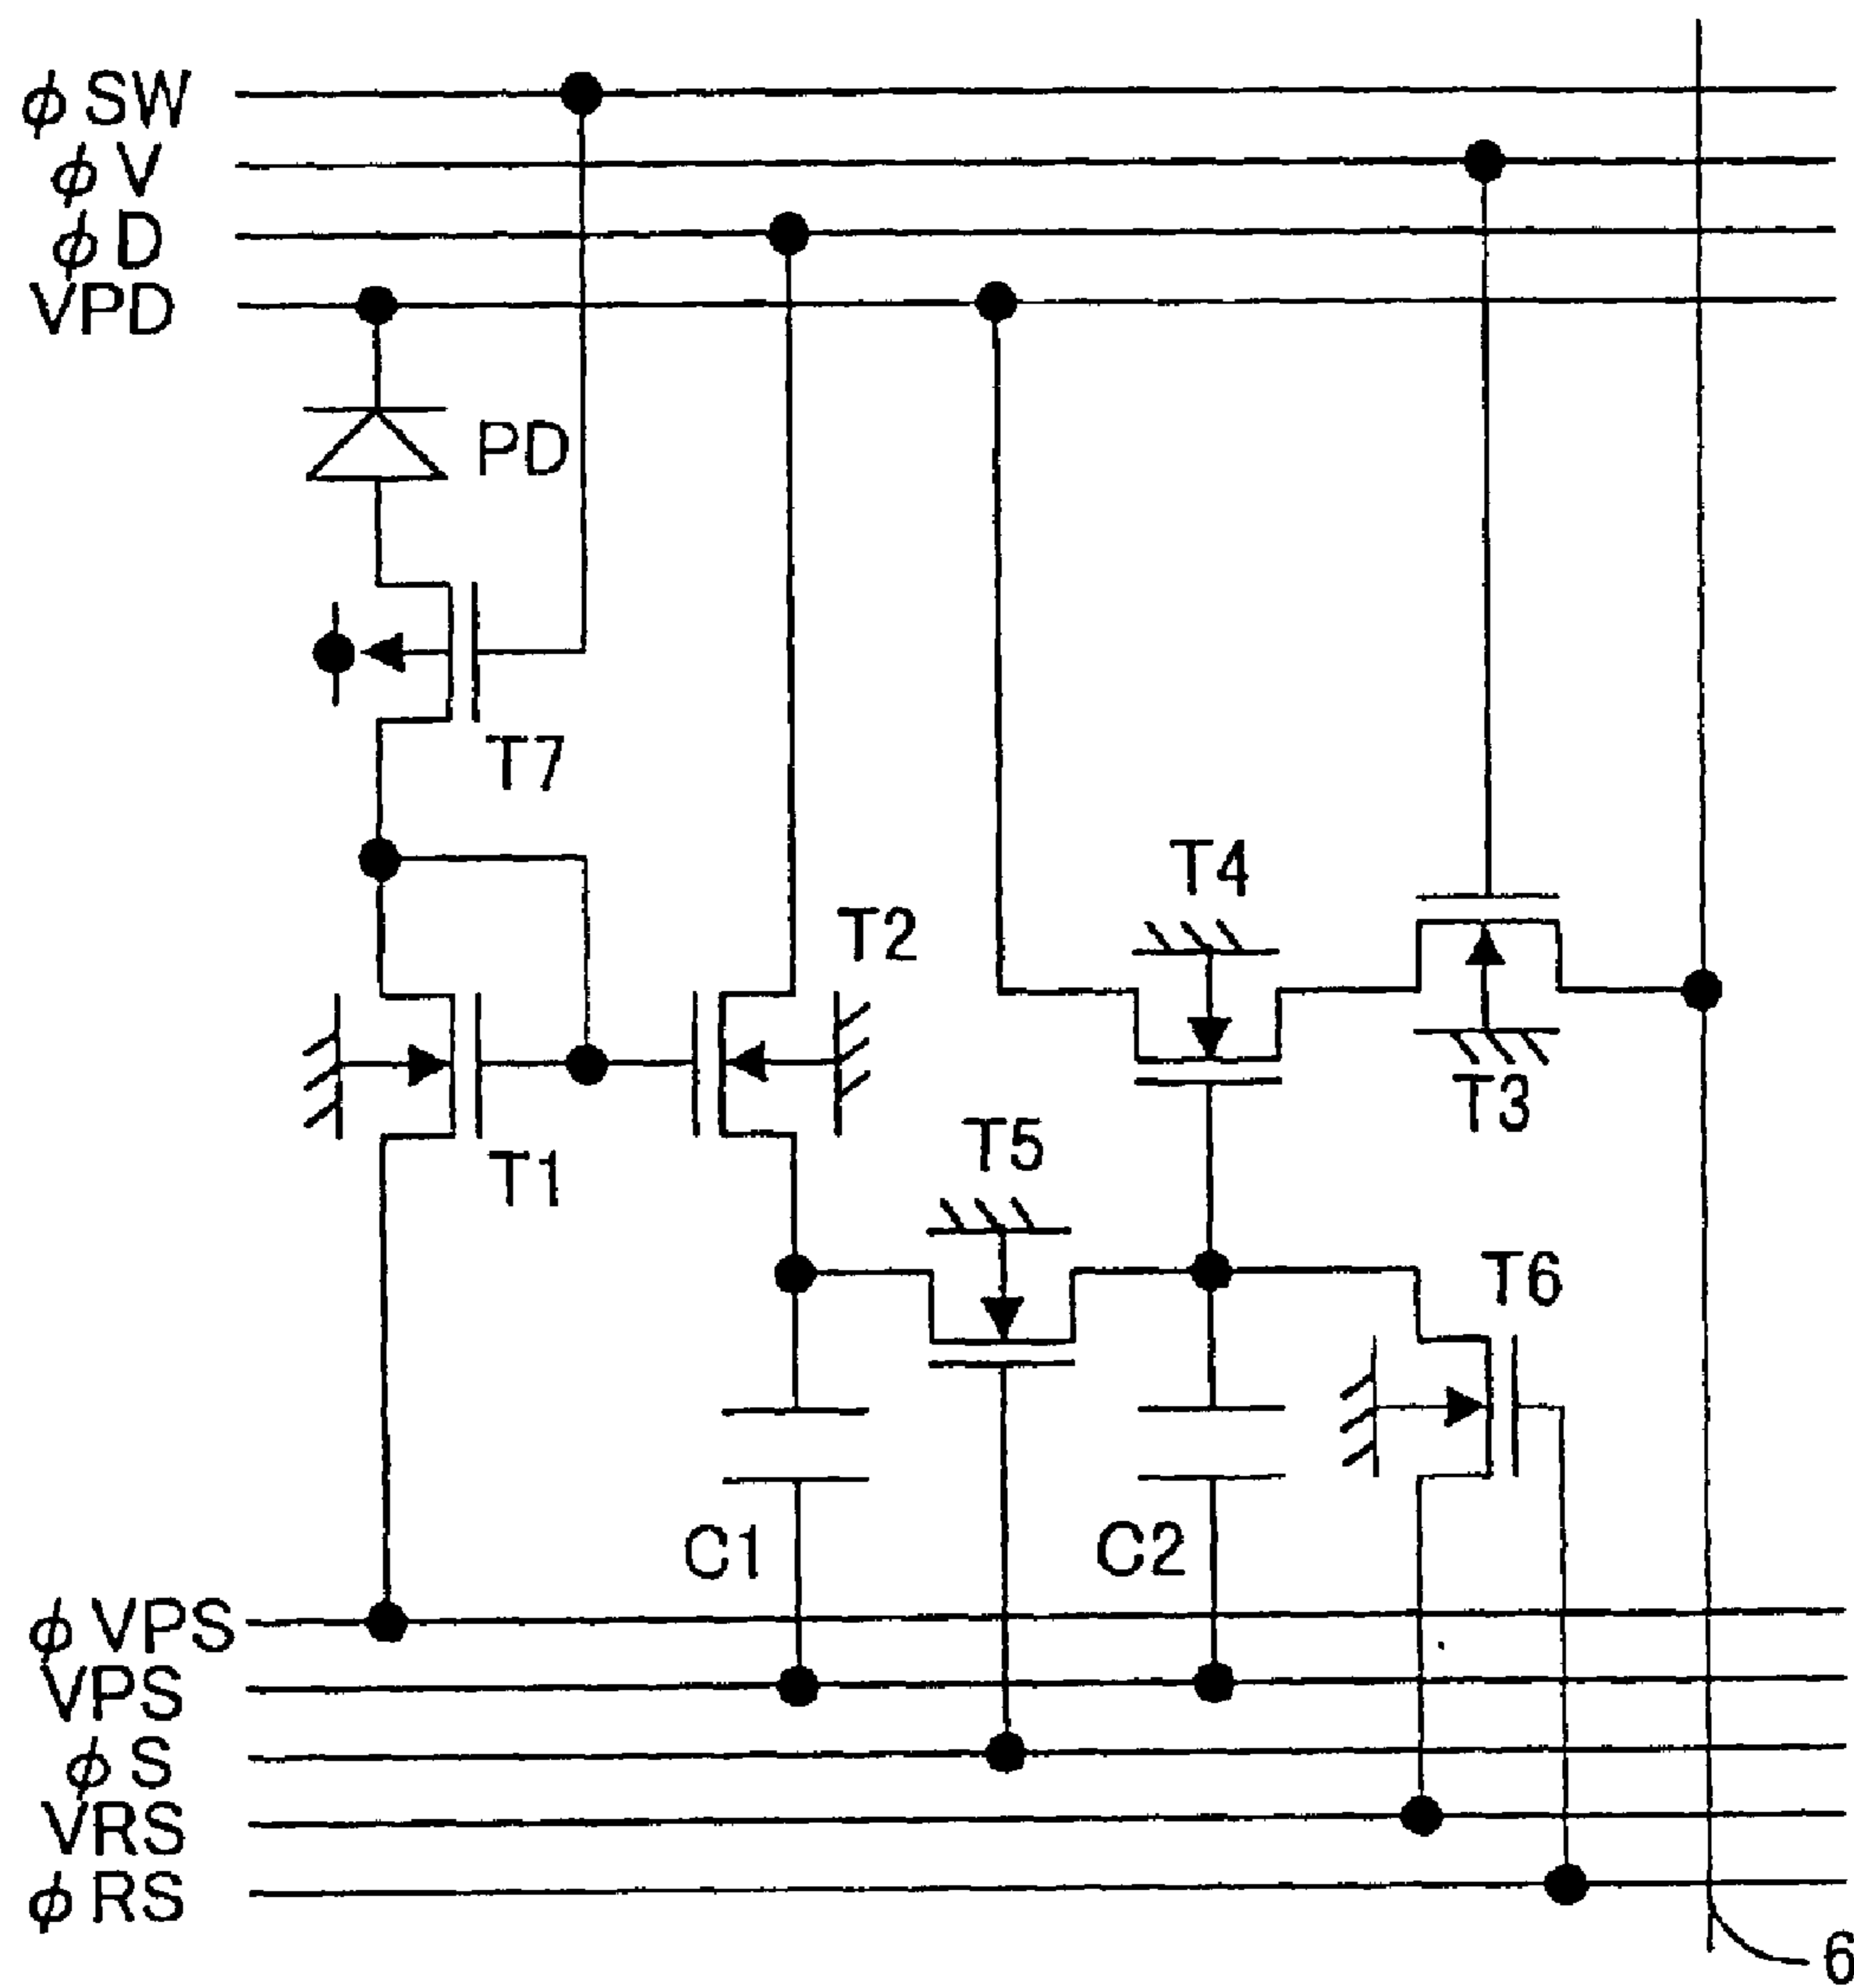 φSW
φV
φD
VPD
PD
T7
T4
T2
T3
T5
T1
T6
C1
C2
φVPS
VPS
φS
VRS
φRS
6